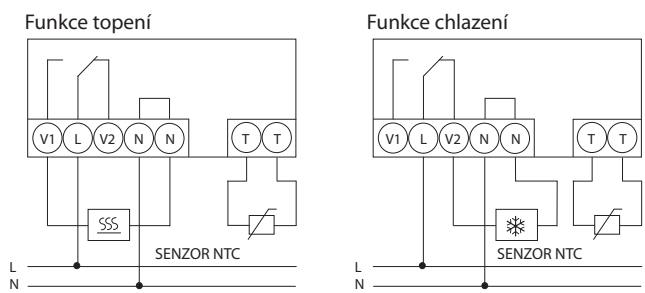 Funkce topení
V1 L V2 N N T T
SENZOR NTC
L
N
Funkce chlazení
V1 L V2 N N T T
SENZOR NTC
L
N